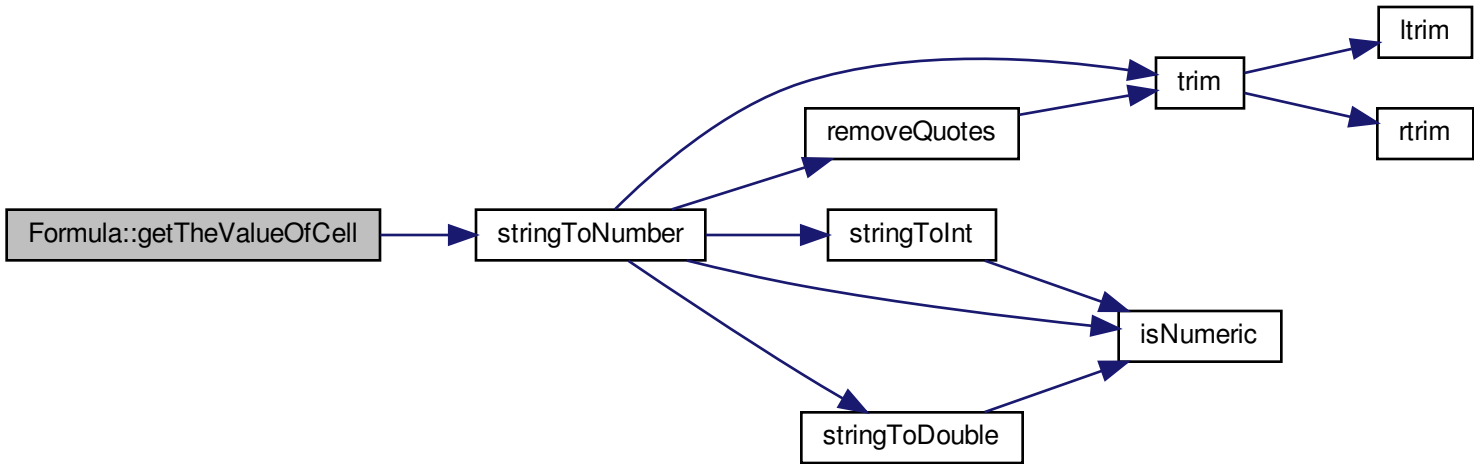 ltrim
trim
rtrim
removeQuotes
Formula::getTheValueOfCell
stringToNumber
stringToInt
isNumeric
stringToDouble